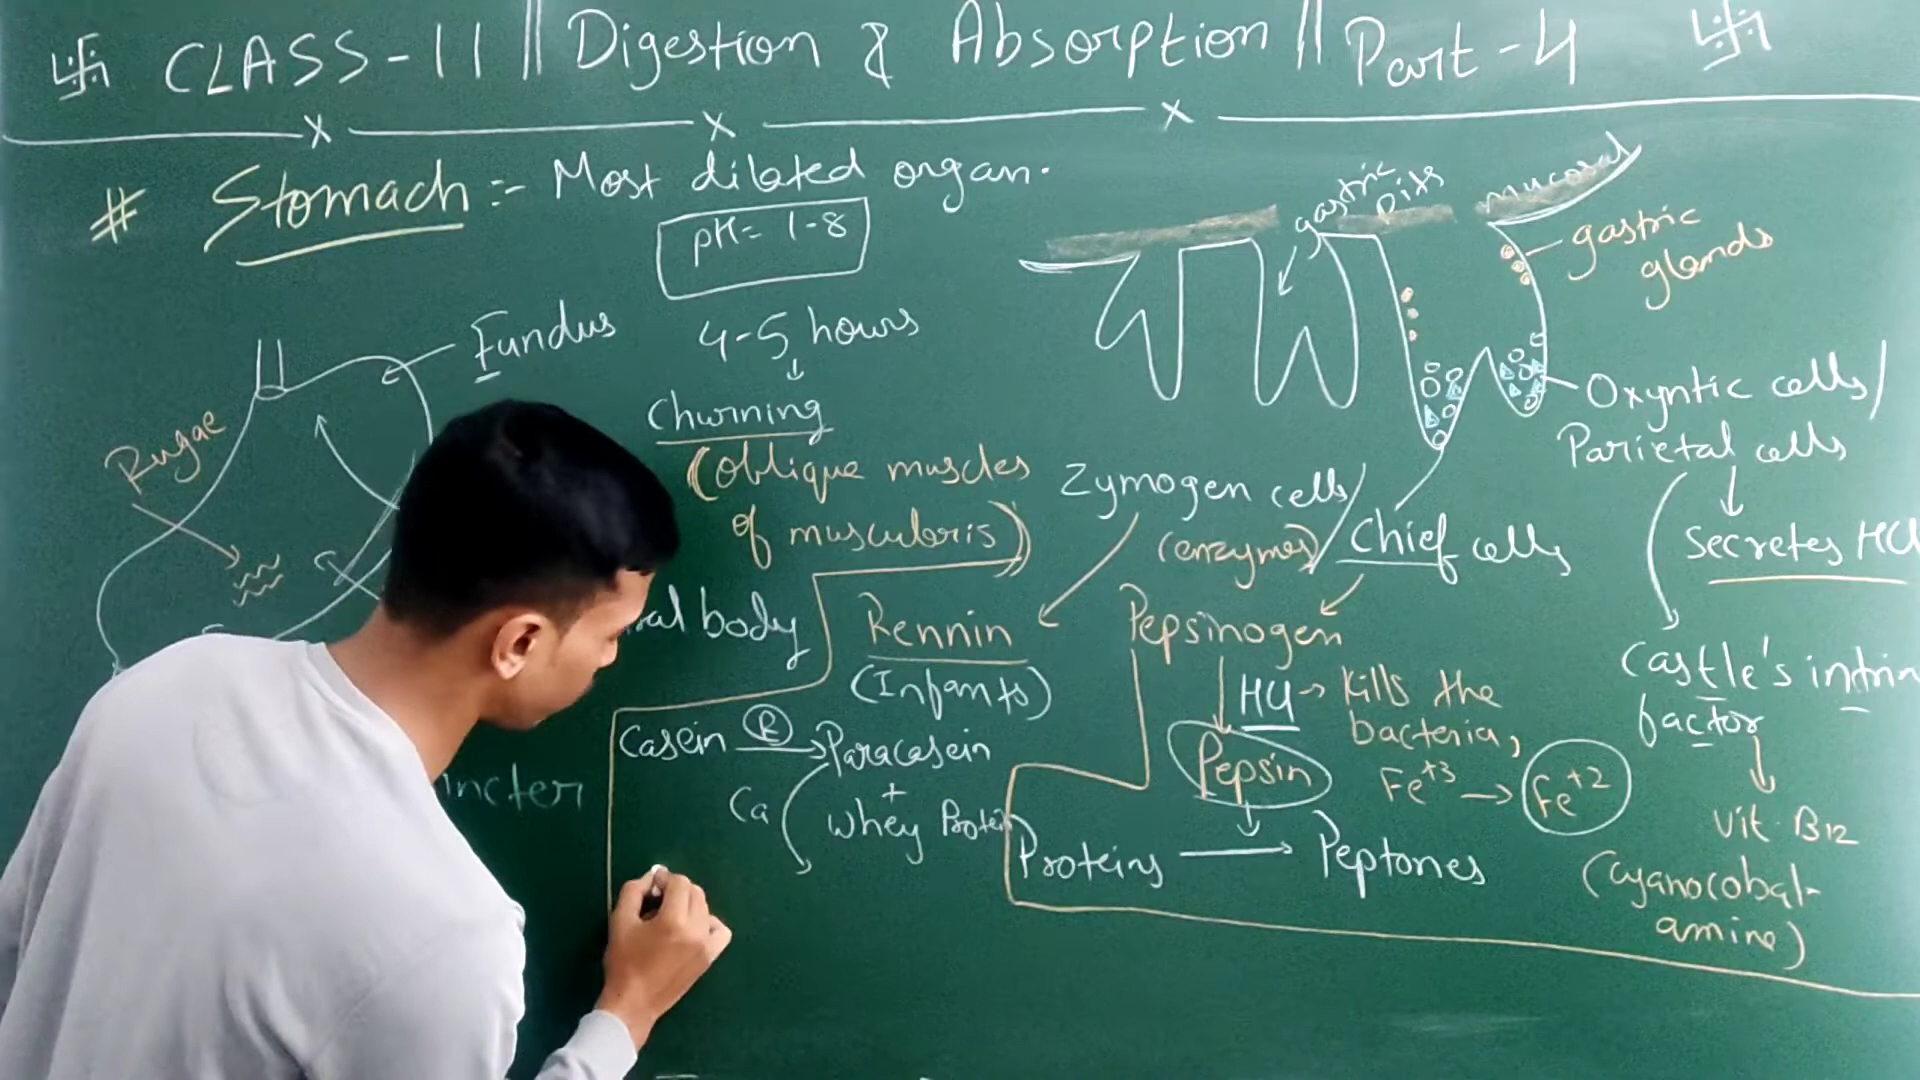 CLASS-11 || Digestion & Absorption || Part-4
# Stomach :- Most dilated organ.
pH = 1-8
4-5 hours
Churning
(Oblique muscles
of muscularis)
Fundus
Rugae
body
Rennin
(Infants)
Casein R Paracasein
+
Ca
Whey Protein
gastric
pits
mucosal
gastric
glands
Oxyntic cells/
Parietal cells
Secretes HCl
Castle's intrin
factor
Vit. B12
(Cyanocobal-
amine)
Zymogen cells/
(enzymes)
Chief cells
Pepsinogen
HCl → Kills the
bacteria,
Fe+3 → Fe+2
Pepsin
Proteins → Peptones